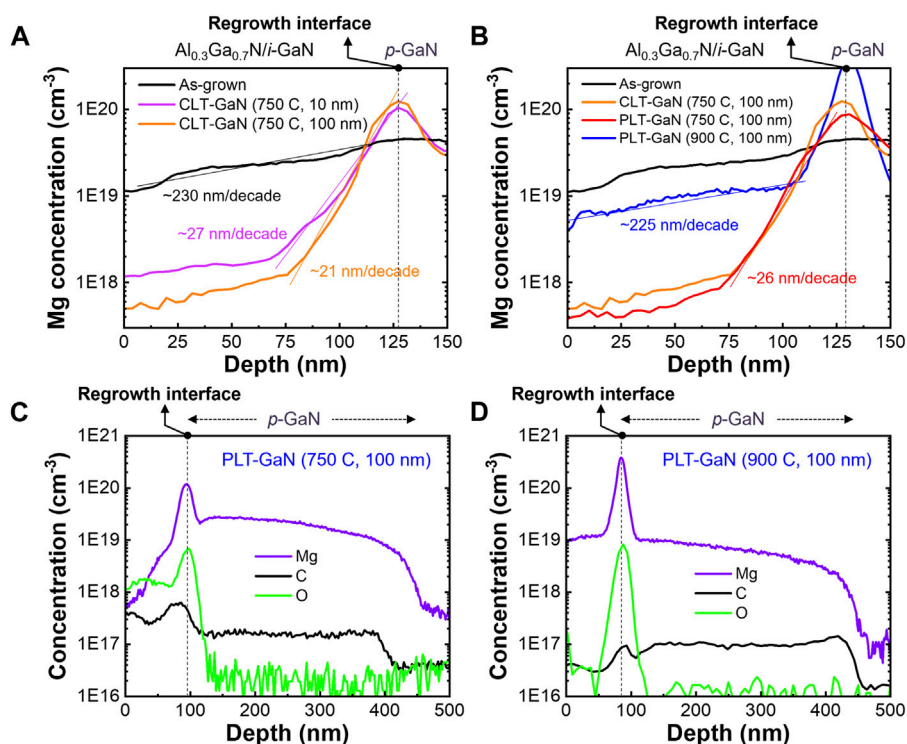 A
Regrowth interface
Al0.3Ga0.7N/i-GaN
p-GaN
As-grown
CLT-GaN (750 C, 10 nm)
CLT-GaN (750 C, 100 nm)
~230 nm/decade
~27 nm/decade
~21 nm/decade
Mg concentration (cm-3)
1E20
1E19
1E18
0 25 50 75 100 125 150
Depth (nm)
B
Regrowth interface
Al0.3Ga0.7N/i-GaN
p-GaN
As-grown
CLT-GaN (750 C, 100 nm)
PLT-GaN (750 C, 100 nm)
PLT-GaN (900 C, 100 nm)
~225 nm/decade
~26 nm/decade
Mg concentration (cm-3)
1E20
1E19
1E18
0 25 50 75 100 125 150
Depth (nm)
C
Regrowth interface
p-GaN
PLT-GaN (750 C, 100 nm)
Mg
C
O
Concentration (cm-3)
1E21
1E20
1E19
1E18
1E17
1E16
0 100 200 300 400 500
Depth (nm)
D
Regrowth interface
p-GaN
PLT-GaN (900 C, 100 nm)
Mg
C
O
Concentration (cm-3)
1E21
1E20
1E19
1E18
1E17
1E16
0 100 200 300 400 500
Depth (nm)